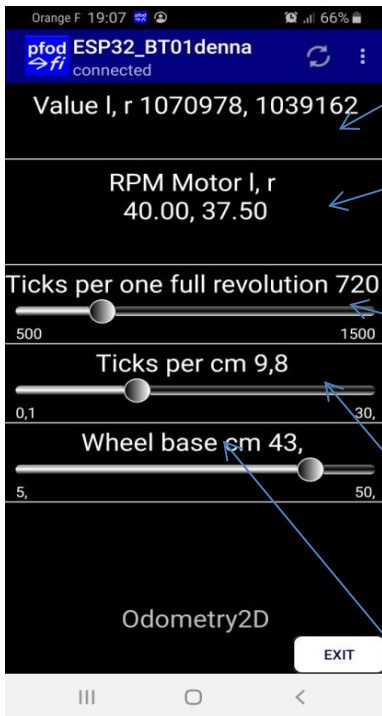 Orange F 19:07 66%
pfod ESP32_BT01denna
fi connected
Value l, r 1070978, 1039162
RPM Motor l, r
40.00, 37.50
Ticks per one full revolution 720
500 1500
Ticks per cm 9,8
0,1 30,
Wheel base cm 43,
5, 50,
Odometry2D
EXIT